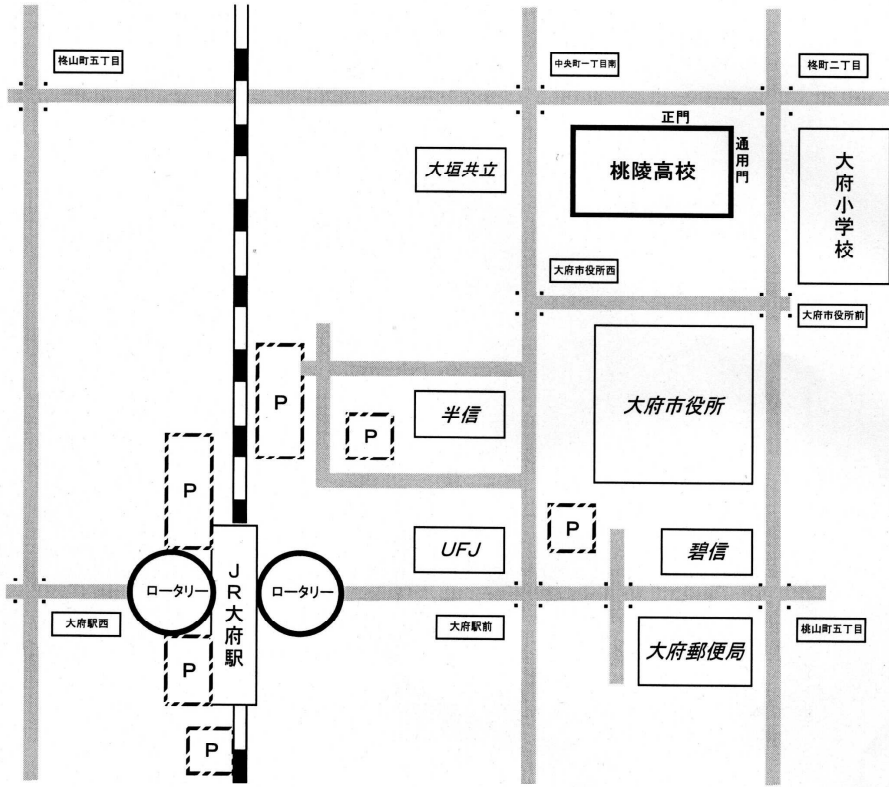 柊山町五丁目
中央町一丁目南
柊町二丁目
正門
大垣共立
桃陵高校
通用門
大府小学校
大府市役所西
大府市役所前
P
半信
P
大府市役所
P
UFJ
P
碧信
ロータリー
JR大府駅
ロータリー
大府駅西
大府駅前
桃山町五丁目
大府郵便局
P
P